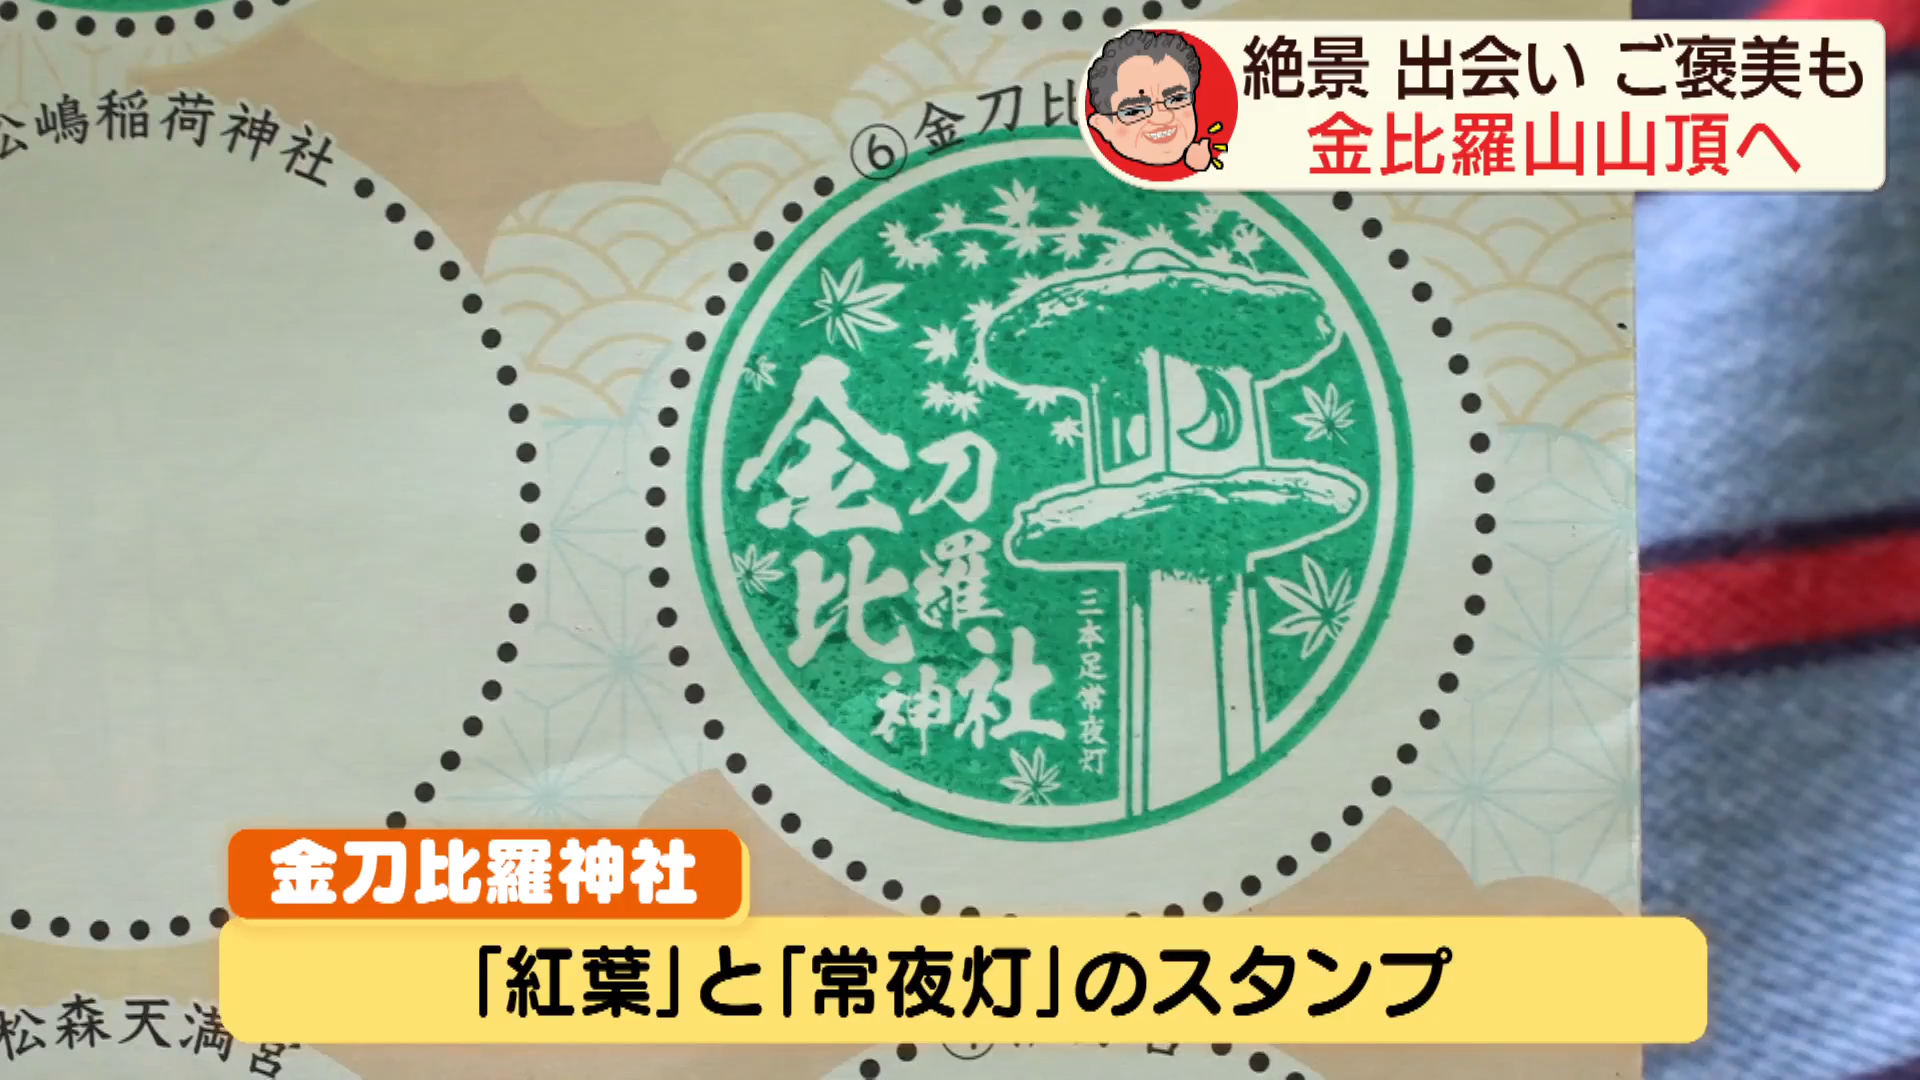 絶景 出会い ご褒美も
金比羅山山頂へ
松嶋稲荷神社
⑥金刀比
金刀比羅神社
三本足常夜灯
金刀比羅神社
「紅葉」と「常夜灯」のスタンプ
松森天満宮